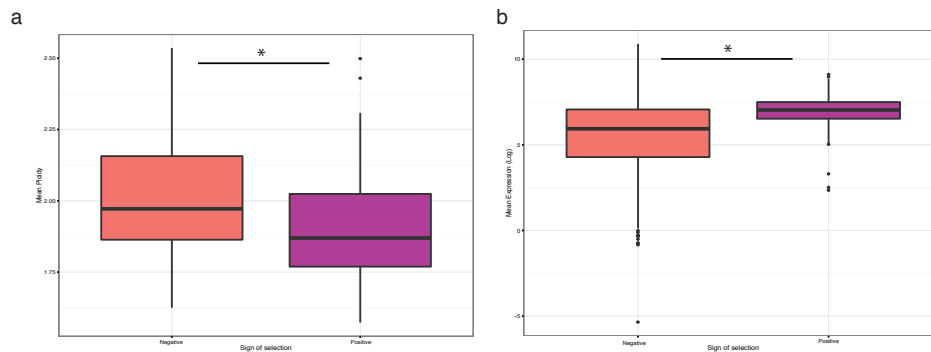 a
*
2.50
2.25
2.00
1.75
Mean Ploidy
Negative
Positive
Sign of selection
b
*
10
5
0
−5
Mean Expression (Log)
Negative
Positive
Sign of selection